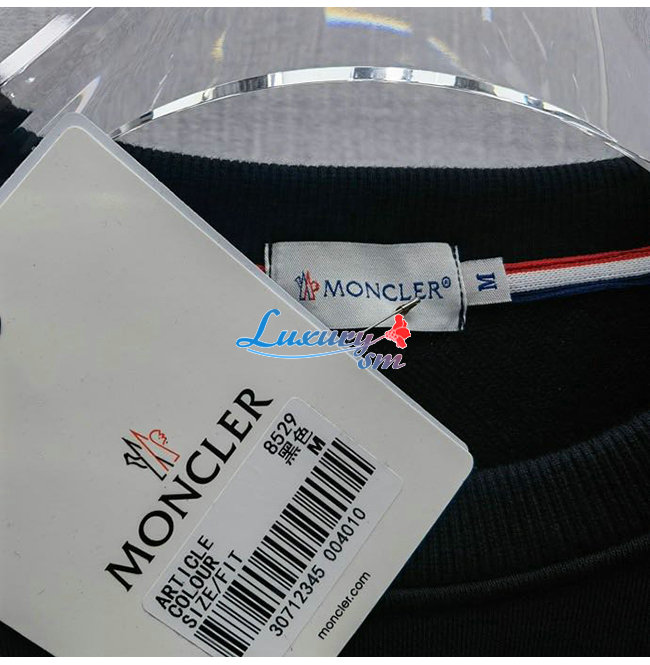 MONCLER®
M
Luxury
sm
MONCLER
ARTICLE 8529
COLOUR 黑色
SIZE/FIT M
30712345 004010
moncler.com